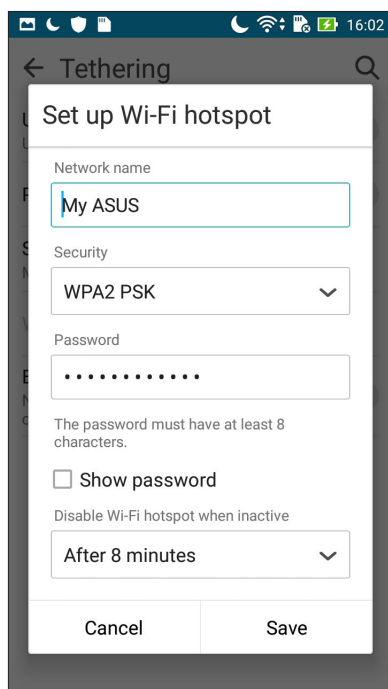 16:02
Tethering
Set up Wi-Fi hotspot
Network name
My ASUS
Security
WPA2 PSK
Password
••••••••••••
The password must have at least 8
characters.
Show password
Disable Wi-Fi hotspot when inactive
After 8 minutes
Cancel
Save